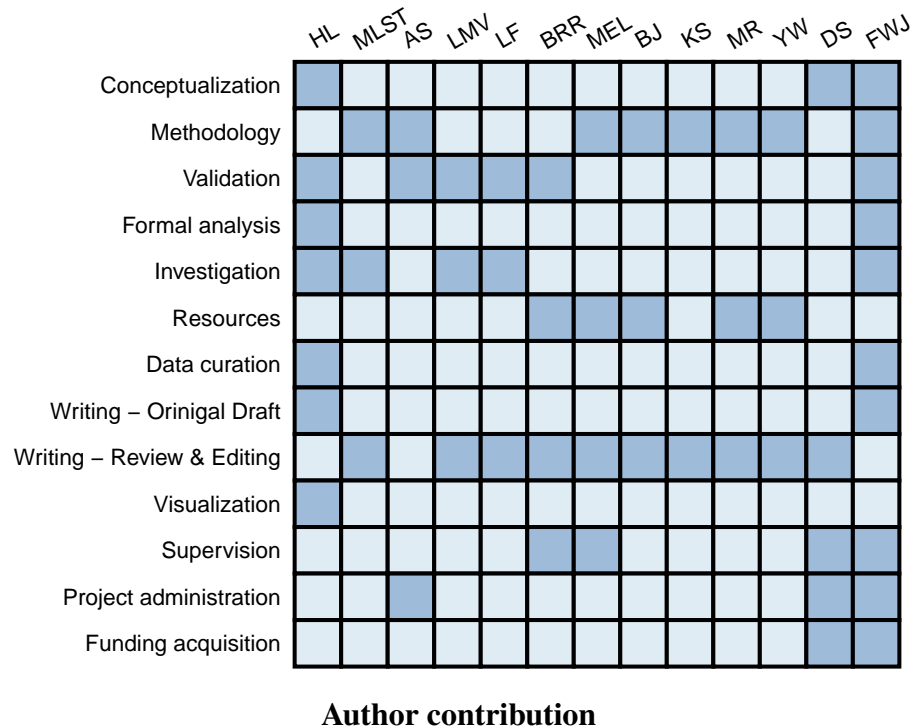 HL MLST AS LMV LF BRR MEL BJ KS MR YW DS FWJ
Conceptualization
Methodology
Validation
Formal analysis
Investigation
Resources
Data curation
Writing – Orinigal Draft
Writing – Review & Editing
Visualization
Supervision
Project administration
Funding acquisition
Author contribution